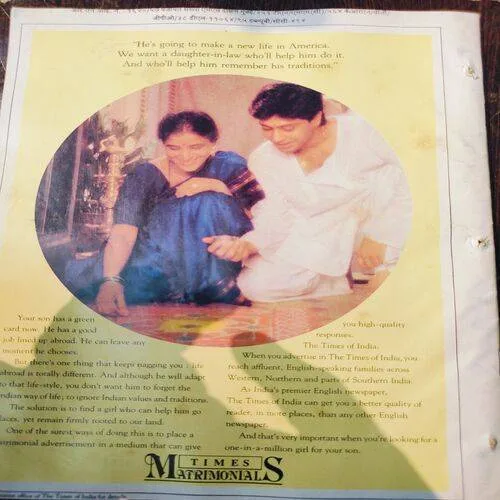 "He's going to make a new life in America.
We want a daughter-in-law who'll help him do it.
And who'll help him remember his traditions."
Your son has a green
card now. He has a good
job lined up abroad. He can leave any
moment he chooses.
But there's one thing that keeps nagging you : life
abroad is totally different. And although he will adapt
to that life-style, you don't want him to forget the
Indian way of life; to ignore Indian values and traditions.
The solution is to find a girl who can help him go
places, yet remain firmly rooted to our land.
One of the surest ways of doing this is to place a
matrimonial advertisement in a medium that can give
you high-quality
responses.
The Times of India.
When you advertise in The Times of India, you
reach affluent, English-speaking families across
Western, Northern and parts of Southern India.
As India's premier English newspaper,
The Times of India can get you a better quality of
reader, in more places, than any other English
newspaper.
And that's very important when you're looking for a
one-in-a-million girl for your son.
TIMES
MATRIMONIALS
office of The Times of India for details